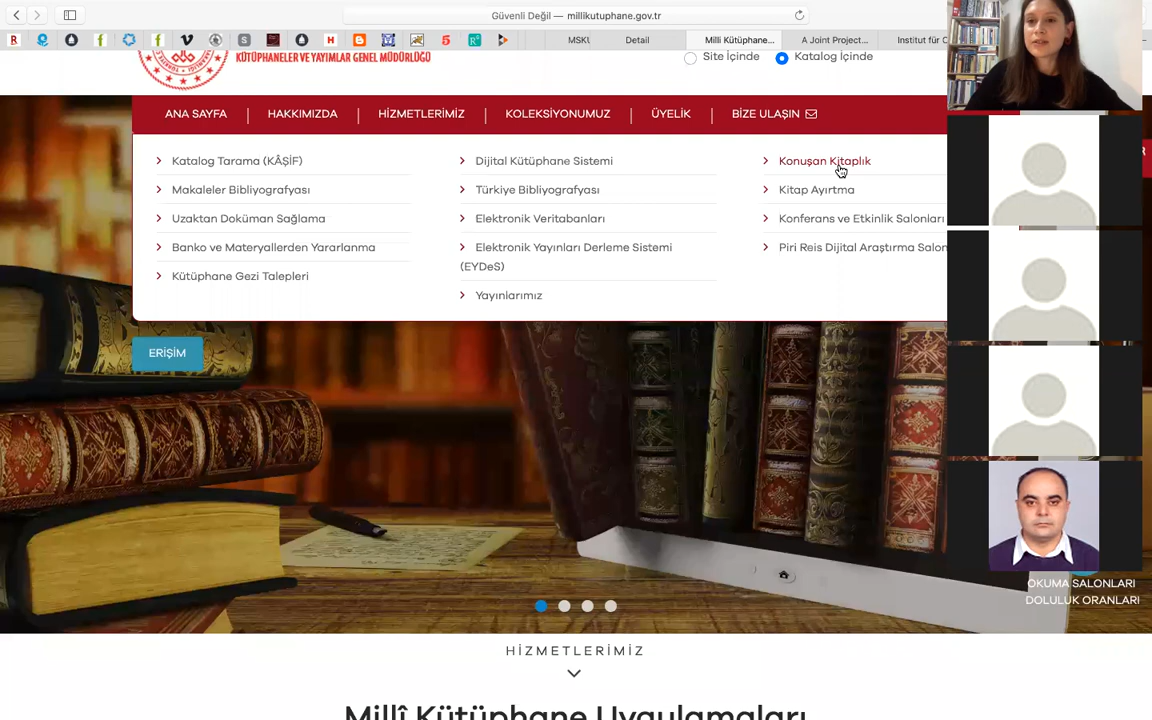 Güvenli Değil — millikutuphane.gov.tr
MSKU
Detail
Milli Kütüphane...
A Joint Project...
Institut für C
KÜTÜPHANELER VE YAYIMLAR GENEL MÜDÜRLÜĞÜ
Site İçinde
Katalog İçinde
ANA SAYFA
HAKKIMIZDA
HİZMETLERİMİZ
KOLEKSİYONUMUZ
ÜYELİK
BİZE ULAŞIN
Katalog Tarama (KÂŞİF)
Makaleler Bibliyografyası
Uzaktan Doküman Sağlama
Banko ve Materyallerden Yararlanma
Kütüphane Gezi Talepleri
Dijital Kütüphane Sistemi
Türkiye Bibliyografyası
Elektronik Veritabanları
Elektronik Yayınları Derleme Sistemi
(EYDeS)
Yayınlarımız
Konuşan Kitaplık
Kitap Ayırtma
Konferans ve Etkinlik Salonları
Piri Reis Dijital Araştırma Salon
ERİŞİM
OKUMA SALONLARI
DOLULUK ORANLARI
HİZMETLERİMİZ
Millî Kütüphane Uygulamaları